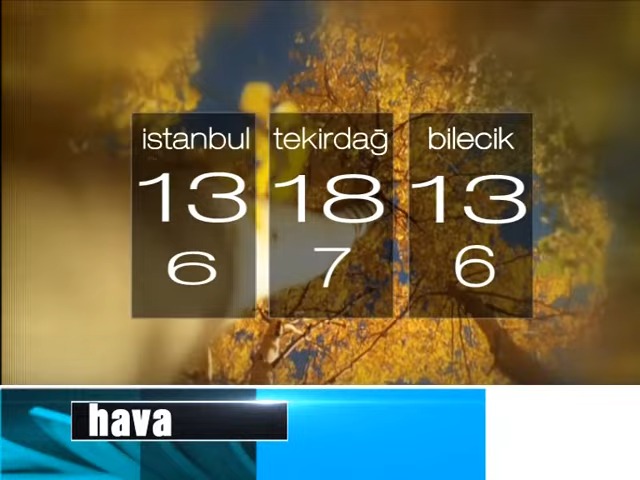 istanbul tekirdağ bilecik
13 18 13
6 7 6
hava